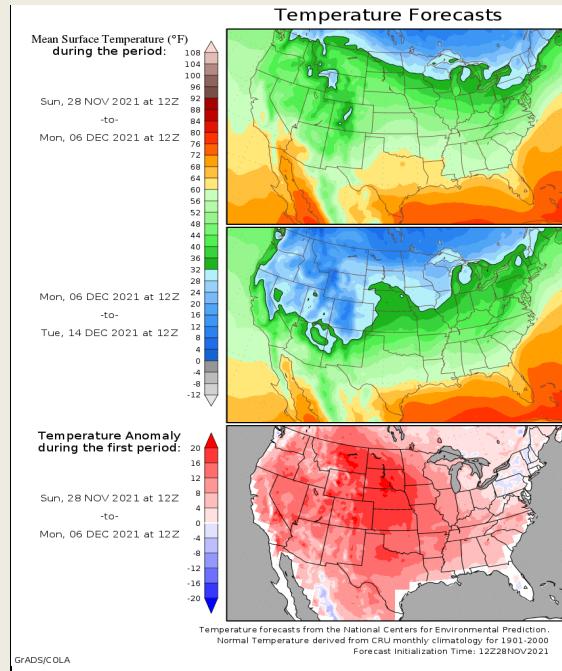 Temperature Forecasts
Mean Surface Temperature (°F)
during the period:
108
104
100
96
92
88
84
80
76
72
68
64
60
56
52
48
44
40
36
32
28
24
20
16
12
8
4
0
-4
-8
-12
Sun, 28 NOV 2021 at 12Z
-to-
Mon, 06 DEC 2021 at 12Z
Mon, 06 DEC 2021 at 12Z
-to-
Tue, 14 DEC 2021 at 12Z
Temperature Anomaly
during the first period:
20
16
12
8
4
0
-4
-8
-12
-16
-20
Sun, 28 NOV 2021 at 12Z
-to-
Mon, 06 DEC 2021 at 12Z
Temperature forecasts from the National Centers for Environmental Prediction.
Normal Temperature derived from CRU monthly climatology for 1901-2000
Forecast Initialization Time: 12Z28NOV2021
GrADS/COLA